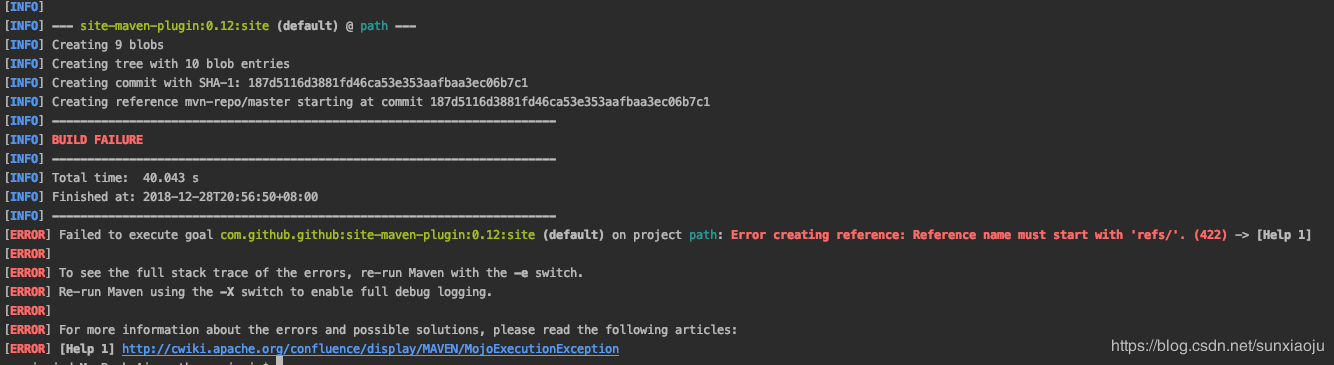 [INFO]
[INFO] --- site-maven-plugin:0.12:site (default) @ path ---
[INFO] Creating 9 blobs
[INFO] Creating tree with 10 blob entries
[INFO] Creating commit with SHA-1: 187d5116d3881fd46ca53e353aafbaa3ec06b7c1
[INFO] Creating reference mvn-repo/master starting at commit 187d5116d3881fd46ca53e353aafbaa3ec06b7c1
[INFO] ------------------------------------------------------------------------
[INFO] BUILD FAILURE
[INFO] ------------------------------------------------------------------------
[INFO] Total time:  40.043 s
[INFO] Finished at: 2018-12-28T20:56:50+08:00
[INFO] ------------------------------------------------------------------------
[ERROR] Failed to execute goal com.github.github:site-maven-plugin:0.12:site (default) on project path: Error creating reference: Reference name must start with 'refs/'. (422) -> [Help 1]
[ERROR]
[ERROR] To see the full stack trace of the errors, re-run Maven with the -e switch.
[ERROR] Re-run Maven using the -X switch to enable full debug logging.
[ERROR]
[ERROR] For more information about the errors and possible solutions, please read the following articles:
[ERROR] [Help 1] http://cwiki.apache.org/confluence/display/MAVEN/MojoExecutionException
https://blog.csdn.net/sunxiaoju